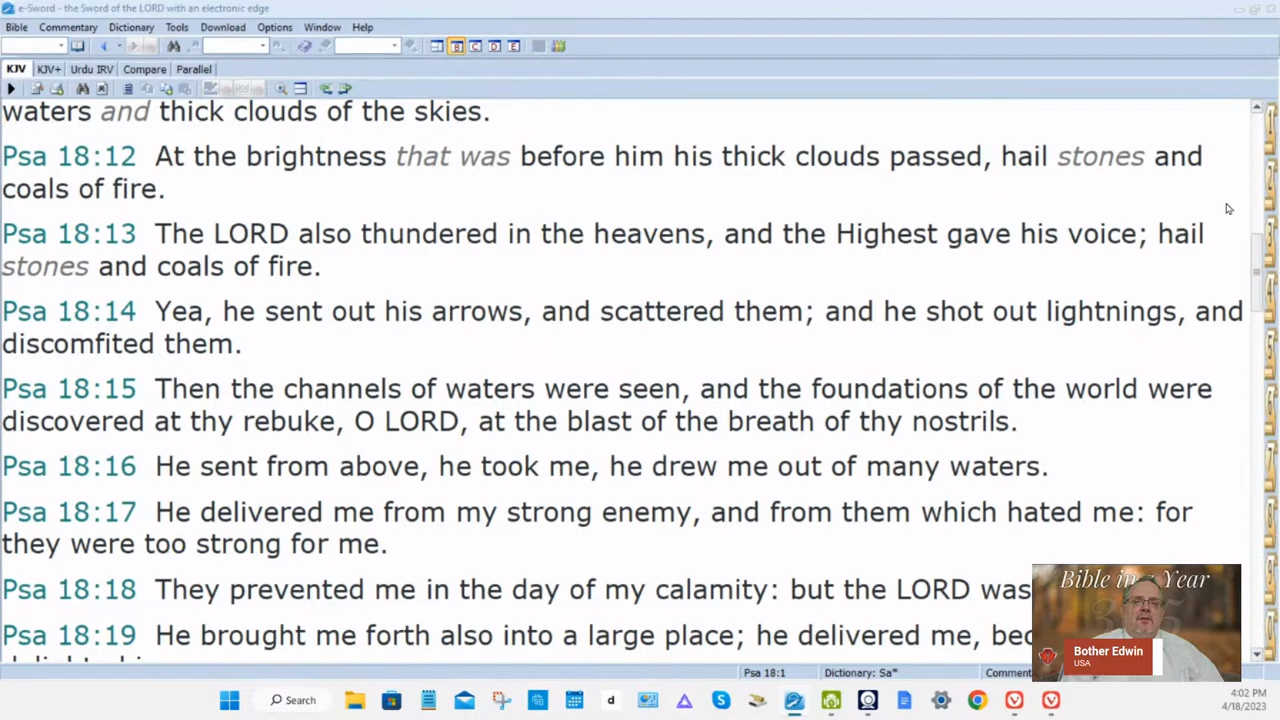 e-Sword - the Sword of the LORD with an electronic edge
Bible Commentary Dictionary Tools Download Options Window Help
KJV KJV+ Urdu IRV Compare Parallel
waters and thick clouds of the skies.
Psa 18:12 At the brightness that was before him his thick clouds passed, hail stones and
coals of fire.
Psa 18:13 The LORD also thundered in the heavens, and the Highest gave his voice; hail
stones and coals of fire.
Psa 18:14 Yea, he sent out his arrows, and scattered them; and he shot out lightnings, and
discomfited them.
Psa 18:15 Then the channels of waters were seen, and the foundations of the world were
discovered at thy rebuke, O LORD, at the blast of the breath of thy nostrils.
Psa 18:16 He sent from above, he took me, he drew me out of many waters.
Psa 18:17 He delivered me from my strong enemy, and from them which hated me: for
they were too strong for me.
Psa 18:18 They prevented me in the day of my calamity: but the LORD was
Psa 18:19 He brought me forth also into a large place; he delivered me, bec
Bible in a Year
Bother Edwin
USA
Psa 18:1 Dictionary: Sa* Comment
Search
4:02 PM
4/18/2023